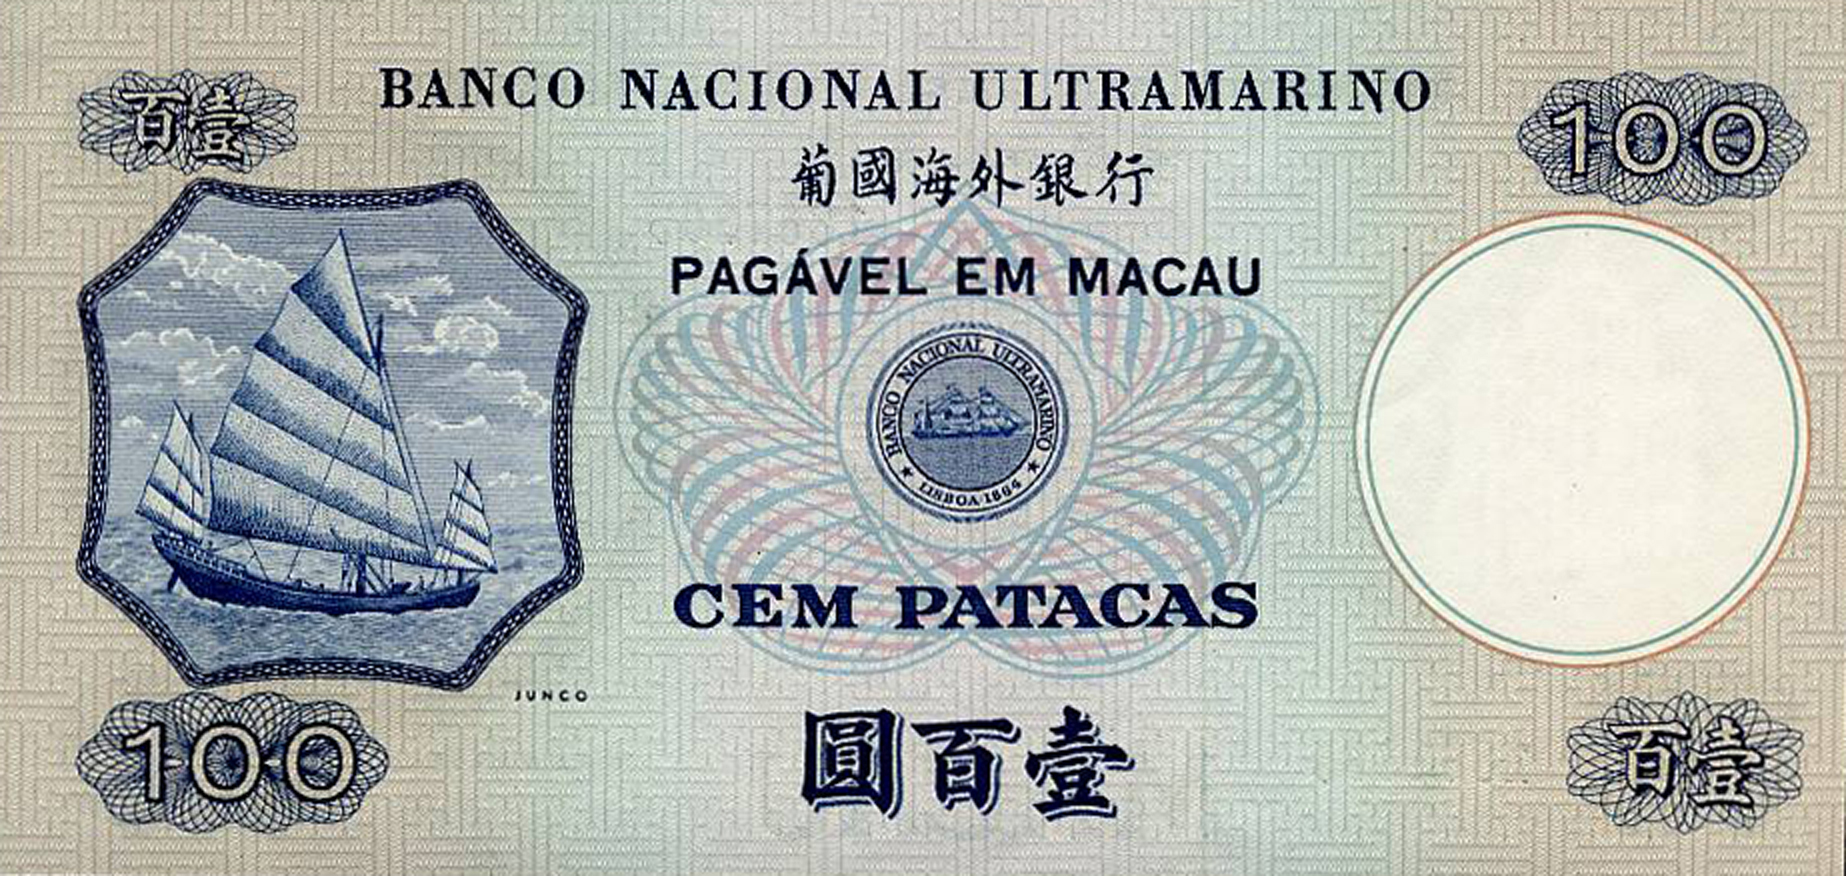 百壹
BANCO NACIONAL ULTRAMARINO
100
葡國海外銀行
PAGÁVEL EM MACAU
BANCO NACIONAL ULTRAMARINO
LISBOA 1864
CEM PATACAS
JUNCO
100
圓百壹
百壹